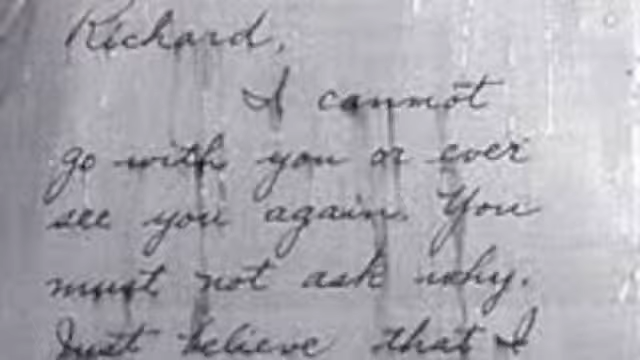 Richard,
I cannot
go with you or ever
see you again. You
must not ask why.
Just believe that I